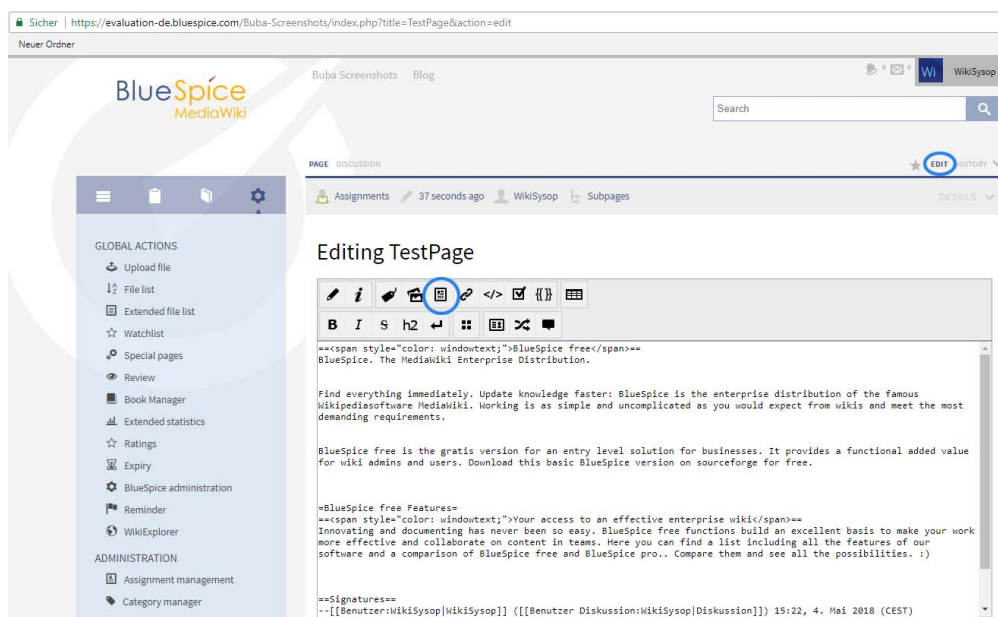 Sicher | https://evaluation-de.bluespice.com/Buba-Screenshots/index.php?title=TestPage&action=edit
Neuer Ordner
BlueSpice
MediaWiki
Buba Screenshots Blog
Wi WikiSysop
Search
PAGE DISCUSSION
EDIT HISTORY
Assignments 37 seconds ago WikiSysop Subpages
DETAILS
GLOBAL ACTIONS
Upload file
File list
Extended file list
Watchlist
Special pages
Review
Book Manager
Extended statistics
Ratings
Expiry
BlueSpice administration
Reminder
WikiExplorer
ADMINISTRATION
Assignment management
Category manager
Editing TestPage
i </> {{}}
B I S h2
==<span style="color: windowtext;">BlueSpice free</span>==
BlueSpice. The MediaWiki Enterprise Distribution.
Find everything immediately. Update knowledge faster: BlueSpice is the enterprise distribution of the famous
Wikipediasoftware MediaWiki. Working is as simple and uncomplicated as you would expect from wikis and meet the most
demanding requirements.
BlueSpice free is the gratis version for an entry level solution for businesses. It provides a functional added value
for wiki admins and users. Download this basic BlueSpice version on sourceforge for free.
=BlueSpice free Features=
==<span style="color: windowtext;">Your access to an effective enterprise wiki</span>==
Innovating and documenting has never been so easy. BlueSpice free functions build an excellent basis to make your work
more effective and collaborate on content in teams. Here you can find a list including all the features of our
software and a comparison of BlueSpice free and BlueSpice pro.. Compare them and see all the possibilities. :)
==Signatures==
--[[Benutzer:WikiSysop|WikiSysop]] ([[Benutzer Diskussion:WikiSysop|Diskussion]]) 15:22, 4. Mai 2018 (CEST)